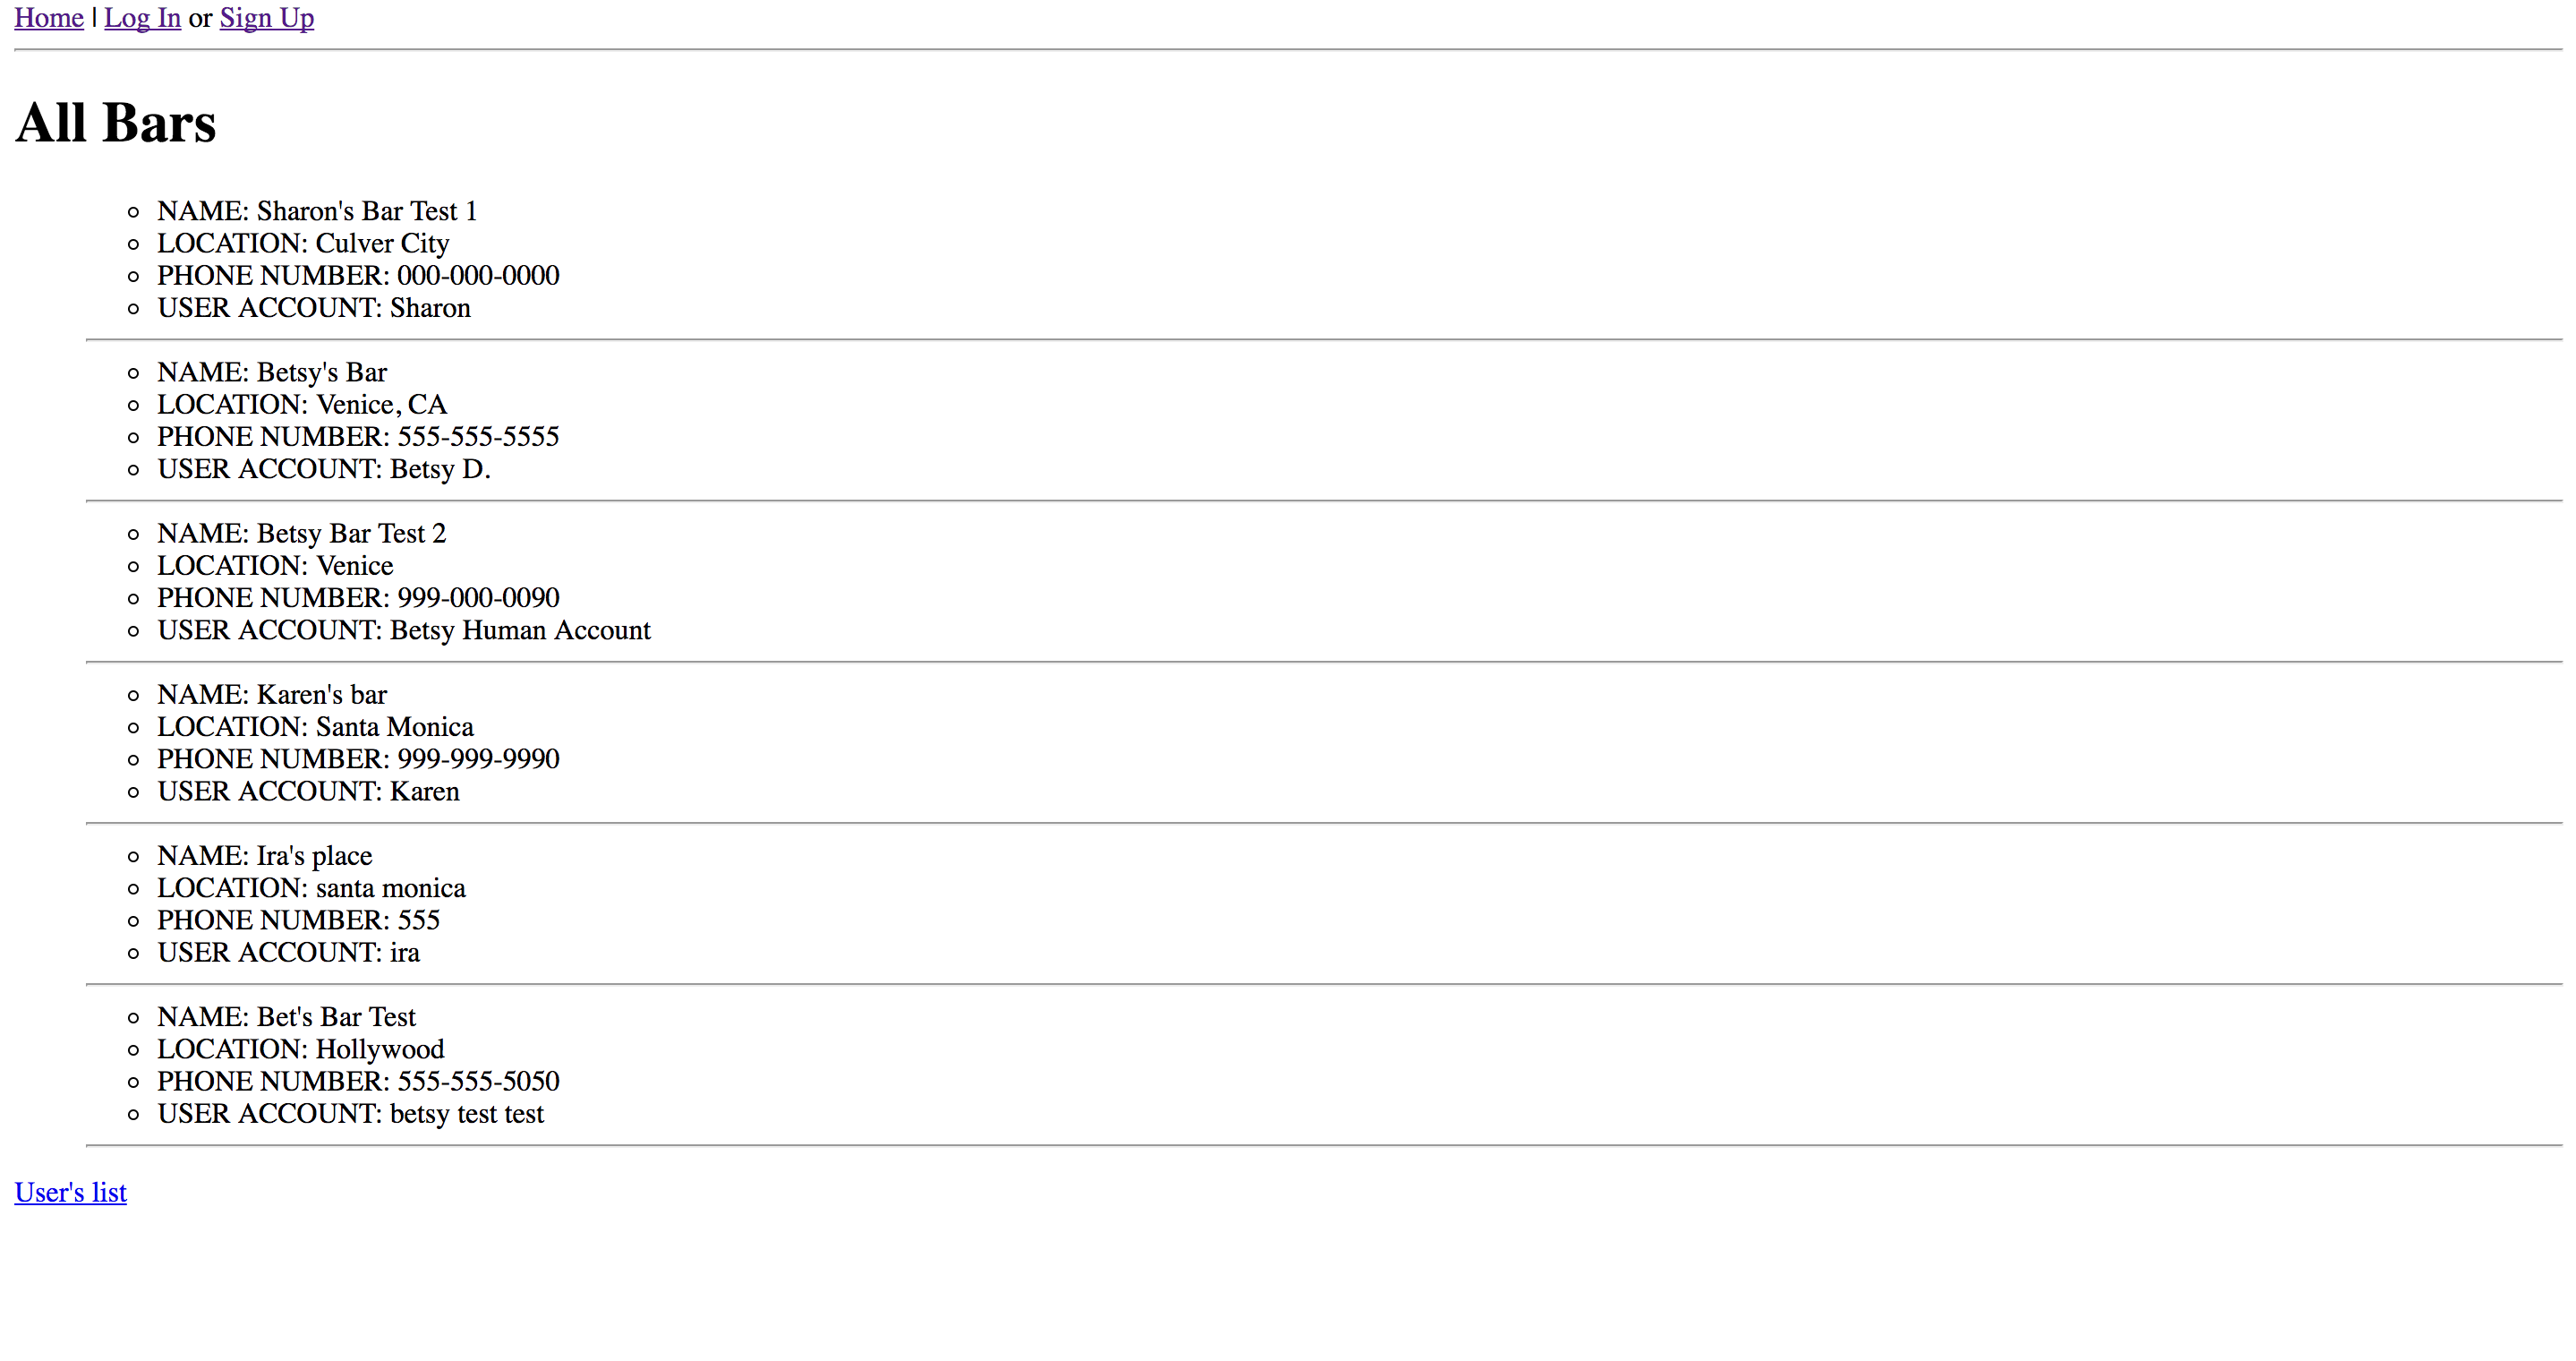 Home | Log In or Sign Up
All Bars
NAME: Sharon's Bar Test 1
LOCATION: Culver City
PHONE NUMBER: 000-000-0000
USER ACCOUNT: Sharon
NAME: Betsy's Bar
LOCATION: Venice, CA
PHONE NUMBER: 555-555-5555
USER ACCOUNT: Betsy D.
NAME: Betsy Bar Test 2
LOCATION: Venice
PHONE NUMBER: 999-000-0090
USER ACCOUNT: Betsy Human Account
NAME: Karen's bar
LOCATION: Santa Monica
PHONE NUMBER: 999-999-9990
USER ACCOUNT: Karen
NAME: Ira's place
LOCATION: santa monica
PHONE NUMBER: 555
USER ACCOUNT: ira
NAME: Bet's Bar Test
LOCATION: Hollywood
PHONE NUMBER: 555-555-5050
USER ACCOUNT: betsy test test
User's list